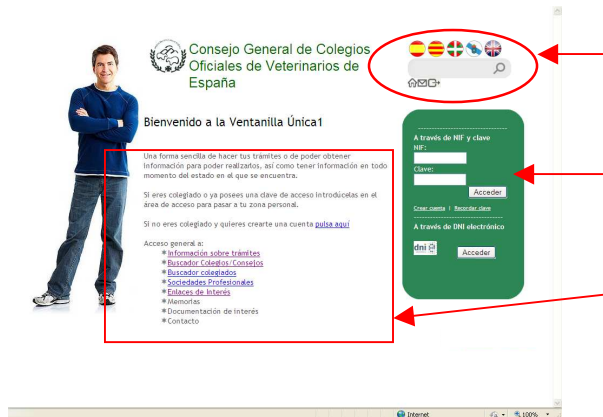 Consejo General de Colegios
Oficiales de Veterinarios de
España
Bienvenido a la Ventanilla Única1
Una forma sencilla de hacer tus trámites o de poder obtener
información para poder realizarlos, así como tener información en todo
momento del estado en el que se encuentra.
Si eres colegiado o ya posees una clave de acceso introdúcelas en el
área de acceso para pasar a tu zona personal.
Si no eres colegiado y quieres crearte una cuenta pulsa aquí
Acceso general a:
Información sobre trámites
Buscador Colegios/Consejos
Buscador colegiados
Sociedades Profesionales
Enlaces de Interés
Memorias
Documentación de interés
Contacto
A través de NIF y clave
NIF:
Clave:
Acceder
Crear cuenta | Recordar clave
A través de DNI electrónico
dni e
Acceder
Internet
100%